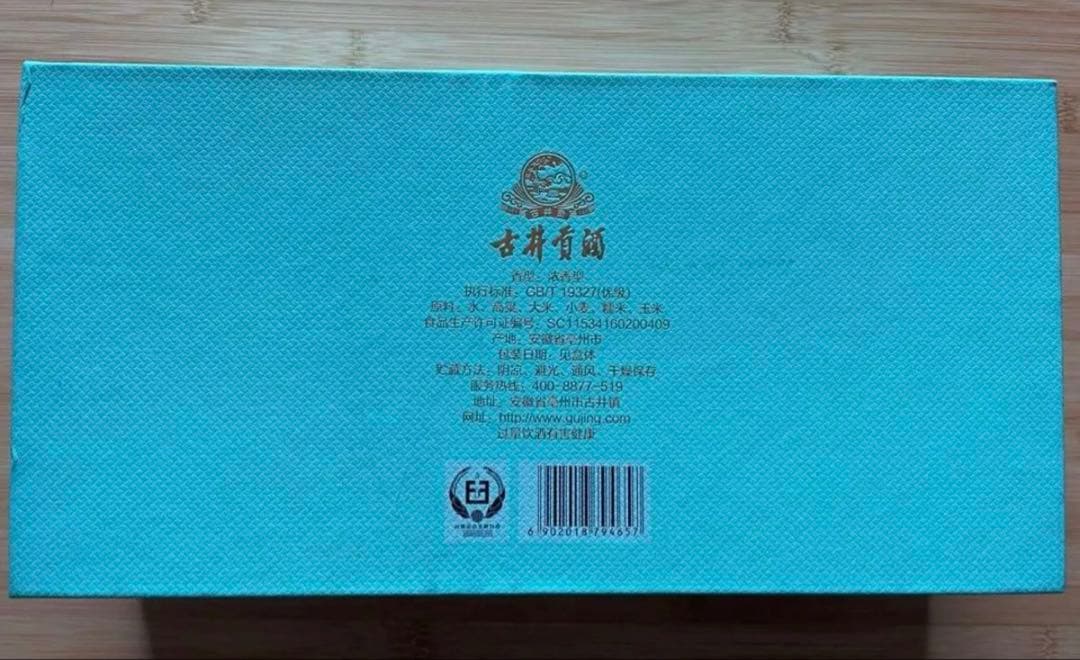 古井贡酒
香型：浓香型
执行标准：GB/T 19327(优级)
原料：水、高粱、大米、小麦、糯米、玉米
食品生产许可证编号：SC11534160200409
产地：安徽省亳州市
包装日期：见盒体
贮藏方法：阴凉、避光、通风、干燥保存
服务热线：400-8877-519
地址：安徽省亳州市古井镇
网址：http://www.gujing.com
过量饮酒有害健康
6 902018 794657